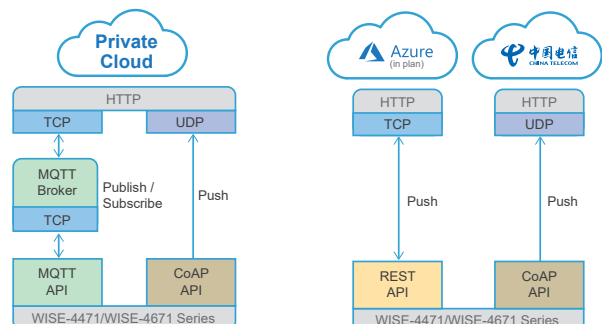 Private
Cloud
HTTP
TCP
UDP
MQTT
Broker
TCP
Publish /
Subscribe
Push
MQTT
API
CoAP
API
WISE-4471/WISE-4671 Series
Azure
(in plan)
中国电信
CHINA TELECOM
HTTP
HTTP
TCP
UDP
Push
Push
REST
API
CoAP
API
WISE-4471/WISE-4671 Series